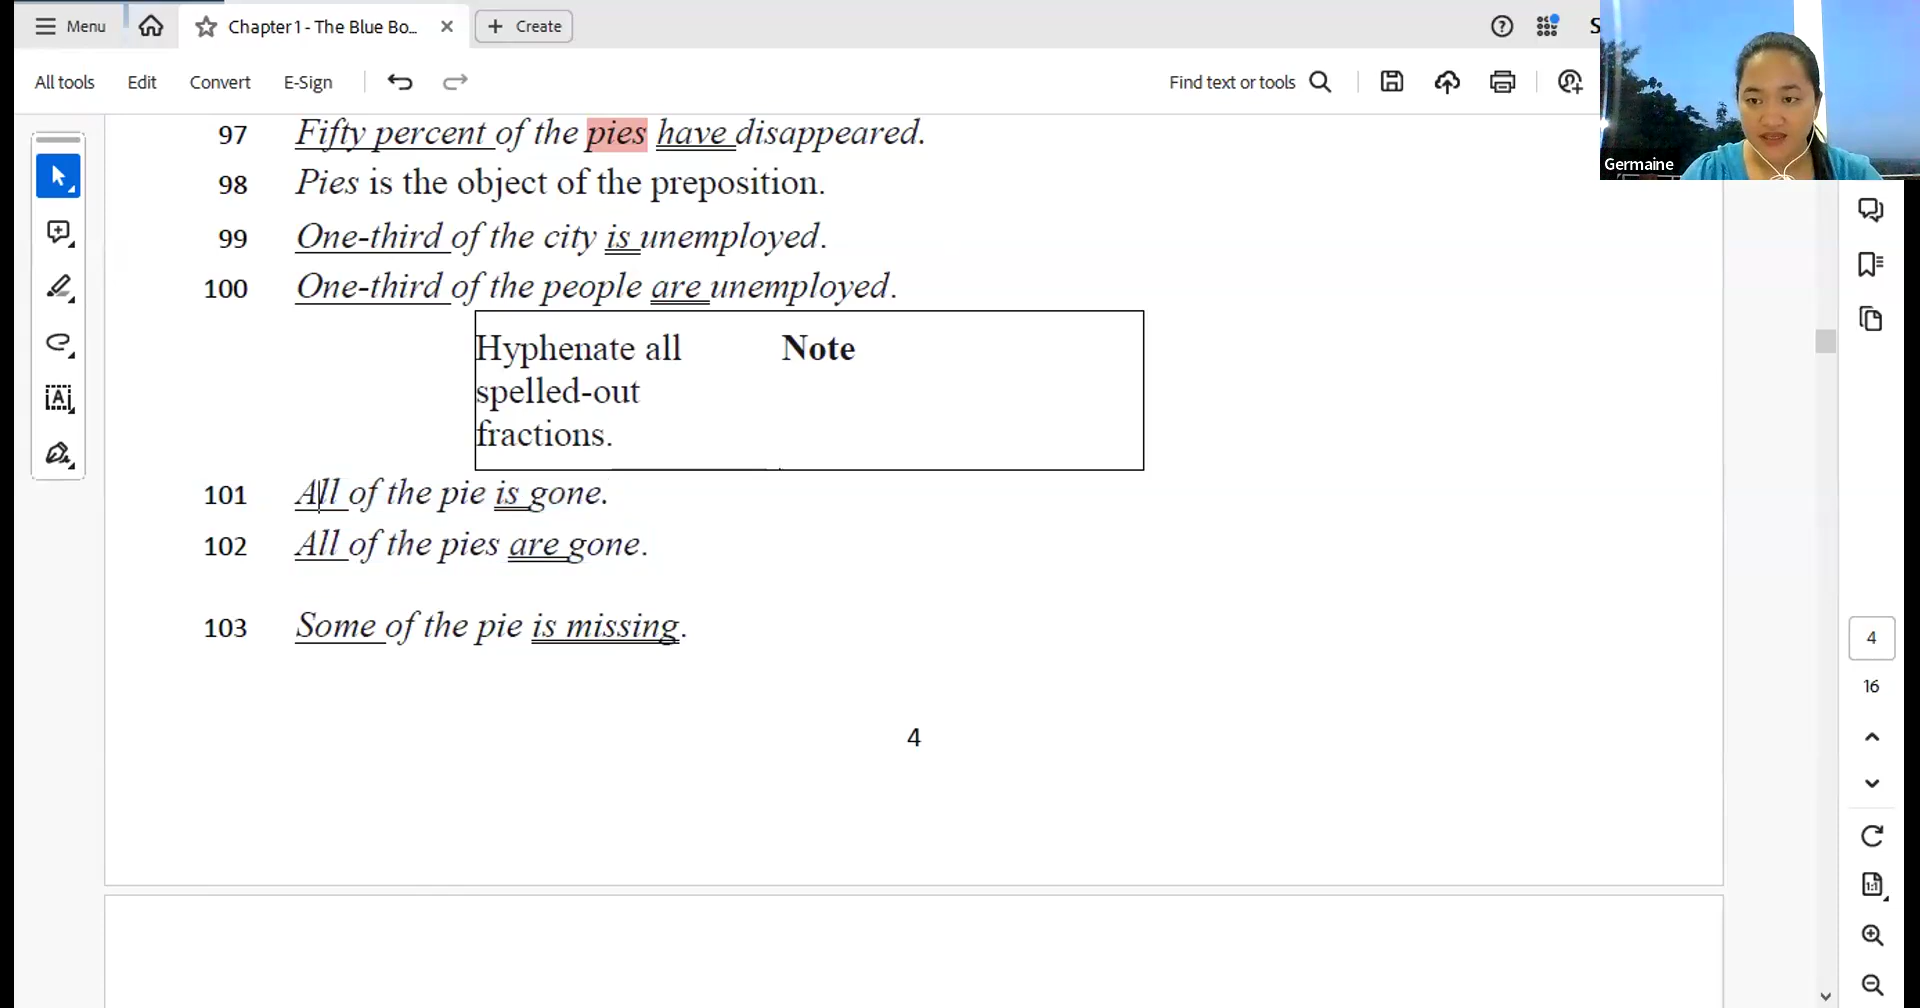 Menu
Chapter1 - The Blue Bo...
Create
All tools
Edit
Convert
E-Sign
Find text or tools
Germaine
97 Fifty percent of the pies have disappeared.
98 Pies is the object of the preposition.
99 One-third of the city is unemployed.
100 One-third of the people are unemployed.
Hyphenate all Note
spelled-out
fractions.
101 All of the pie is gone.
102 All of the pies are gone.
103 Some of the pie is missing.
4
4
16